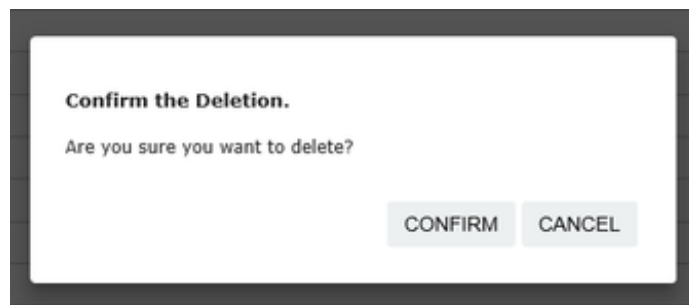 Confirm the Deletion.
Are you sure you want to delete?
CONFIRM CANCEL